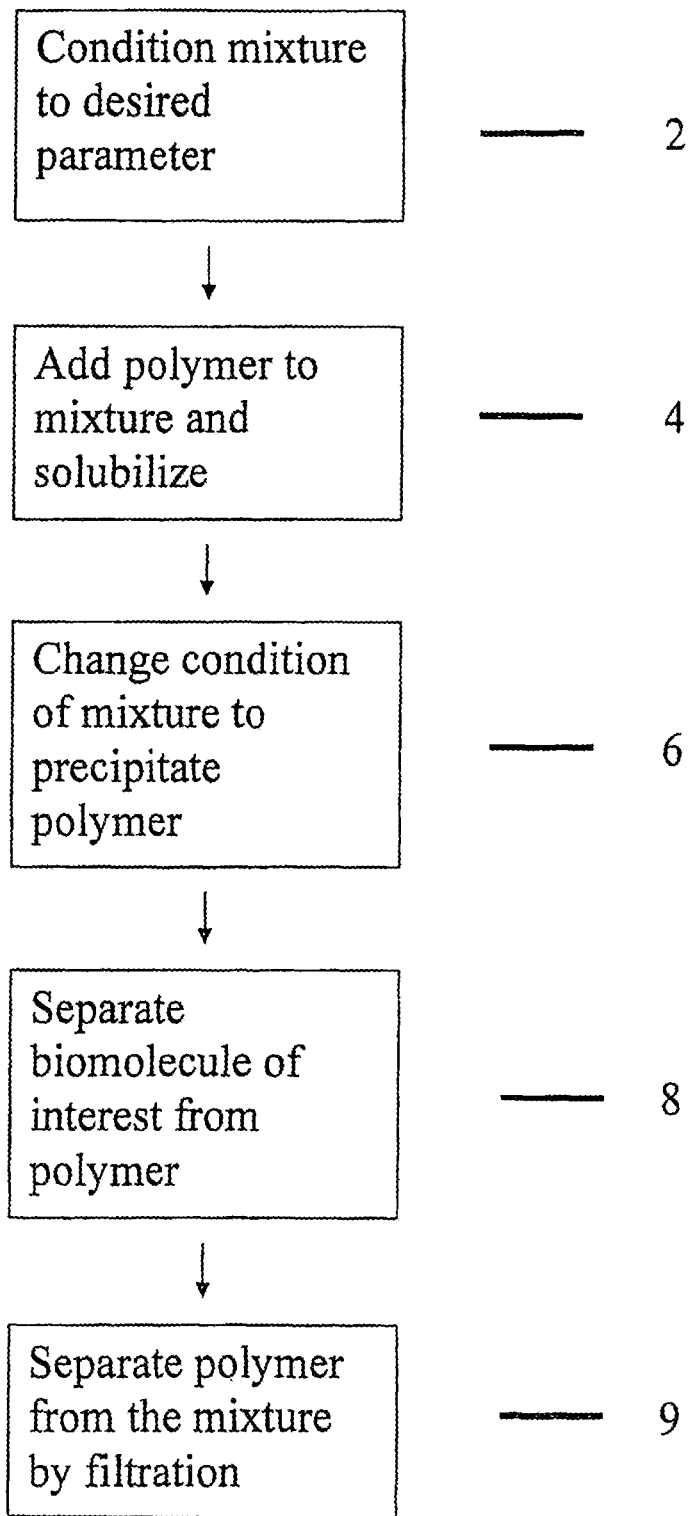 Condition mixture
to desired
parameter
2
Add polymer to
mixture and
solubilize
4
Change condition
of mixture to
precipitate
polymer
6
Separate
biomolecule of
interest from
polymer
8
Separate polymer
from the mixture
by filtration
9